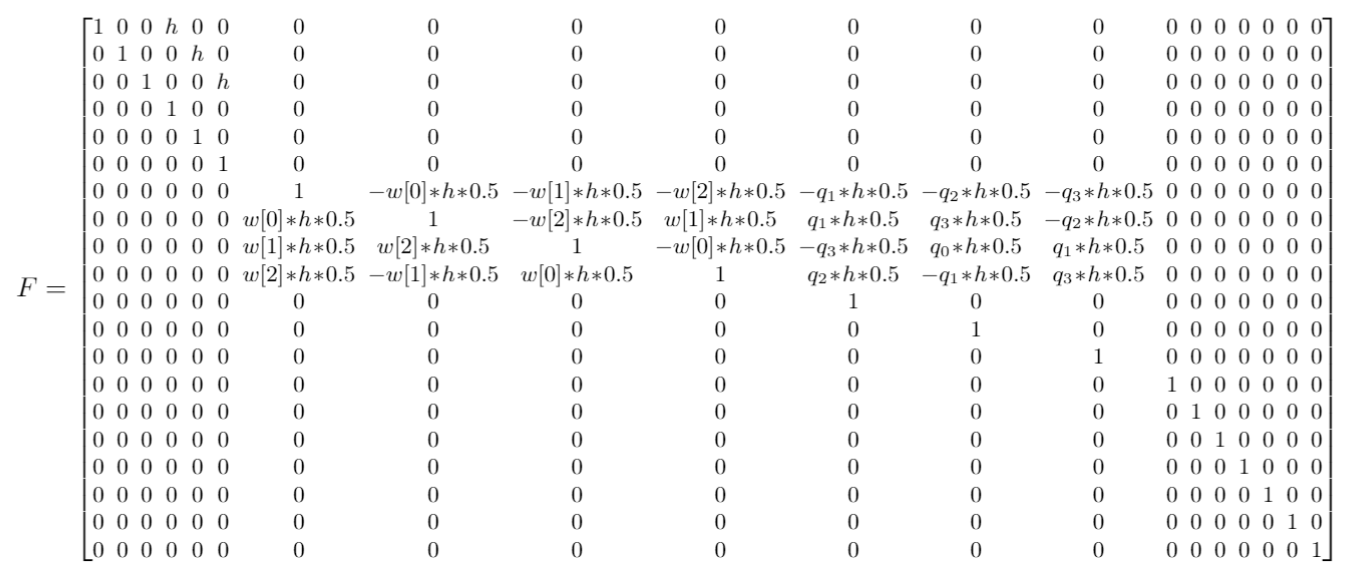 1 0 0 h 0 0 0 0 0 0 0 0 0 0 0 0 0 0 0 0
0 1 0 0 h 0 0 0 0 0 0 0 0 0 0 0 0 0 0 0
0 0 1 0 0 h 0 0 0 0 0 0 0 0 0 0 0 0 0 0
0 0 0 1 0 0 0 0 0 0 0 0 0 0 0 0 0 0 0 0
0 0 0 0 1 0 0 0 0 0 0 0 0 0 0 0 0 0 0 0
0 0 0 0 0 1 0 0 0 0 0 0 0 0 0 0 0 0 0 0
0 0 0 0 0 0 1 −w[0]∗h∗0.5 −w[1]∗h∗0.5 −w[2]∗h∗0.5 −q₁∗h∗0.5 −q₂∗h∗0.5 −q₃∗h∗0.5 0 0 0 0 0 0 0
0 0 0 0 0 0 w[0]∗h∗0.5 1 −w[2]∗h∗0.5 w[1]∗h∗0.5 q₁∗h∗0.5 q₃∗h∗0.5 −q₂∗h∗0.5 0 0 0 0 0 0 0
0 0 0 0 0 0 w[1]∗h∗0.5 w[2]∗h∗0.5 1 −w[0]∗h∗0.5 −q₃∗h∗0.5 q₀∗h∗0.5 q₁∗h∗0.5 0 0 0 0 0 0 0
F = 0 0 0 0 0 0 w[2]∗h∗0.5 −w[1]∗h∗0.5 w[0]∗h∗0.5 1 q₂∗h∗0.5 −q₁∗h∗0.5 q₃∗h∗0.5 0 0 0 0 0 0 0
0 0 0 0 0 0 0 0 0 0 1 0 0 0 0 0 0 0 0 0
0 0 0 0 0 0 0 0 0 0 0 1 0 0 0 0 0 0 0 0
0 0 0 0 0 0 0 0 0 0 0 0 1 0 0 0 0 0 0 0
0 0 0 0 0 0 0 0 0 0 0 0 0 1 0 0 0 0 0 0
0 0 0 0 0 0 0 0 0 0 0 0 0 0 1 0 0 0 0 0
0 0 0 0 0 0 0 0 0 0 0 0 0 0 0 1 0 0 0 0
0 0 0 0 0 0 0 0 0 0 0 0 0 0 0 0 1 0 0 0
0 0 0 0 0 0 0 0 0 0 0 0 0 0 0 0 0 1 0 0
0 0 0 0 0 0 0 0 0 0 0 0 0 0 0 0 0 0 1 0
0 0 0 0 0 0 0 0 0 0 0 0 0 0 0 0 0 0 0 1